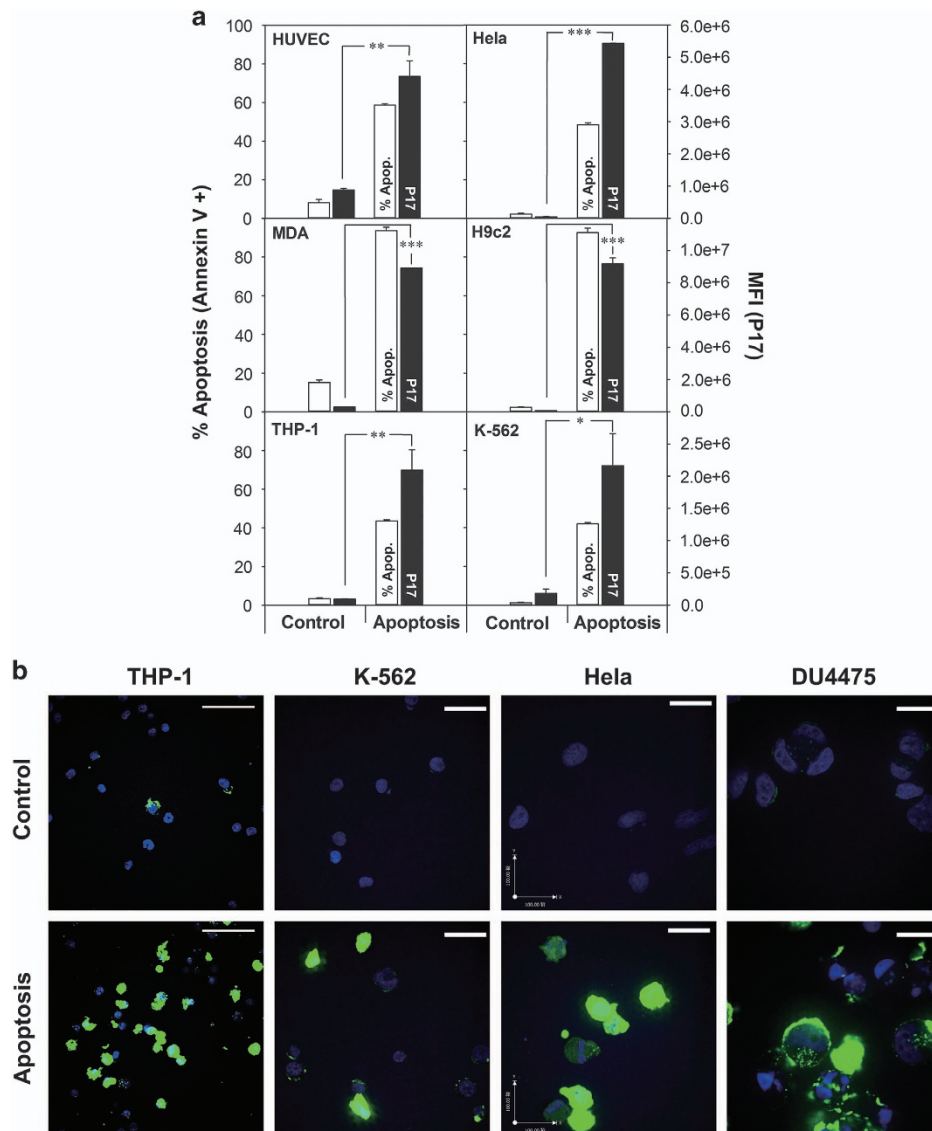 a
HUVEC
Hela
MDA
H9c2
THP-1
K-562
**
***
***
***
**
*
% Apoptosis (Annexin V +)
MFI (P17)
100
80
60
40
20
0
80
60
40
20
0
80
60
40
20
0
6.0e+6
5.0e+6
4.0e+6
3.0e+6
2.0e+6
1.0e+6
0.0
1.0e+7
8.0e+6
6.0e+6
4.0e+6
2.0e+6
0.0
2.5e+6
2.0e+6
1.5e+6
1.0e+6
5.0e+5
0.0
% Apop.
P17
% Apop.
P17
% Apop.
P17
% Apop.
P17
% Apop.
P17
% Apop.
P17
Control
Apoptosis
Control
Apoptosis
b
THP-1
K-562
Hela
DU4475
Control
Apoptosis